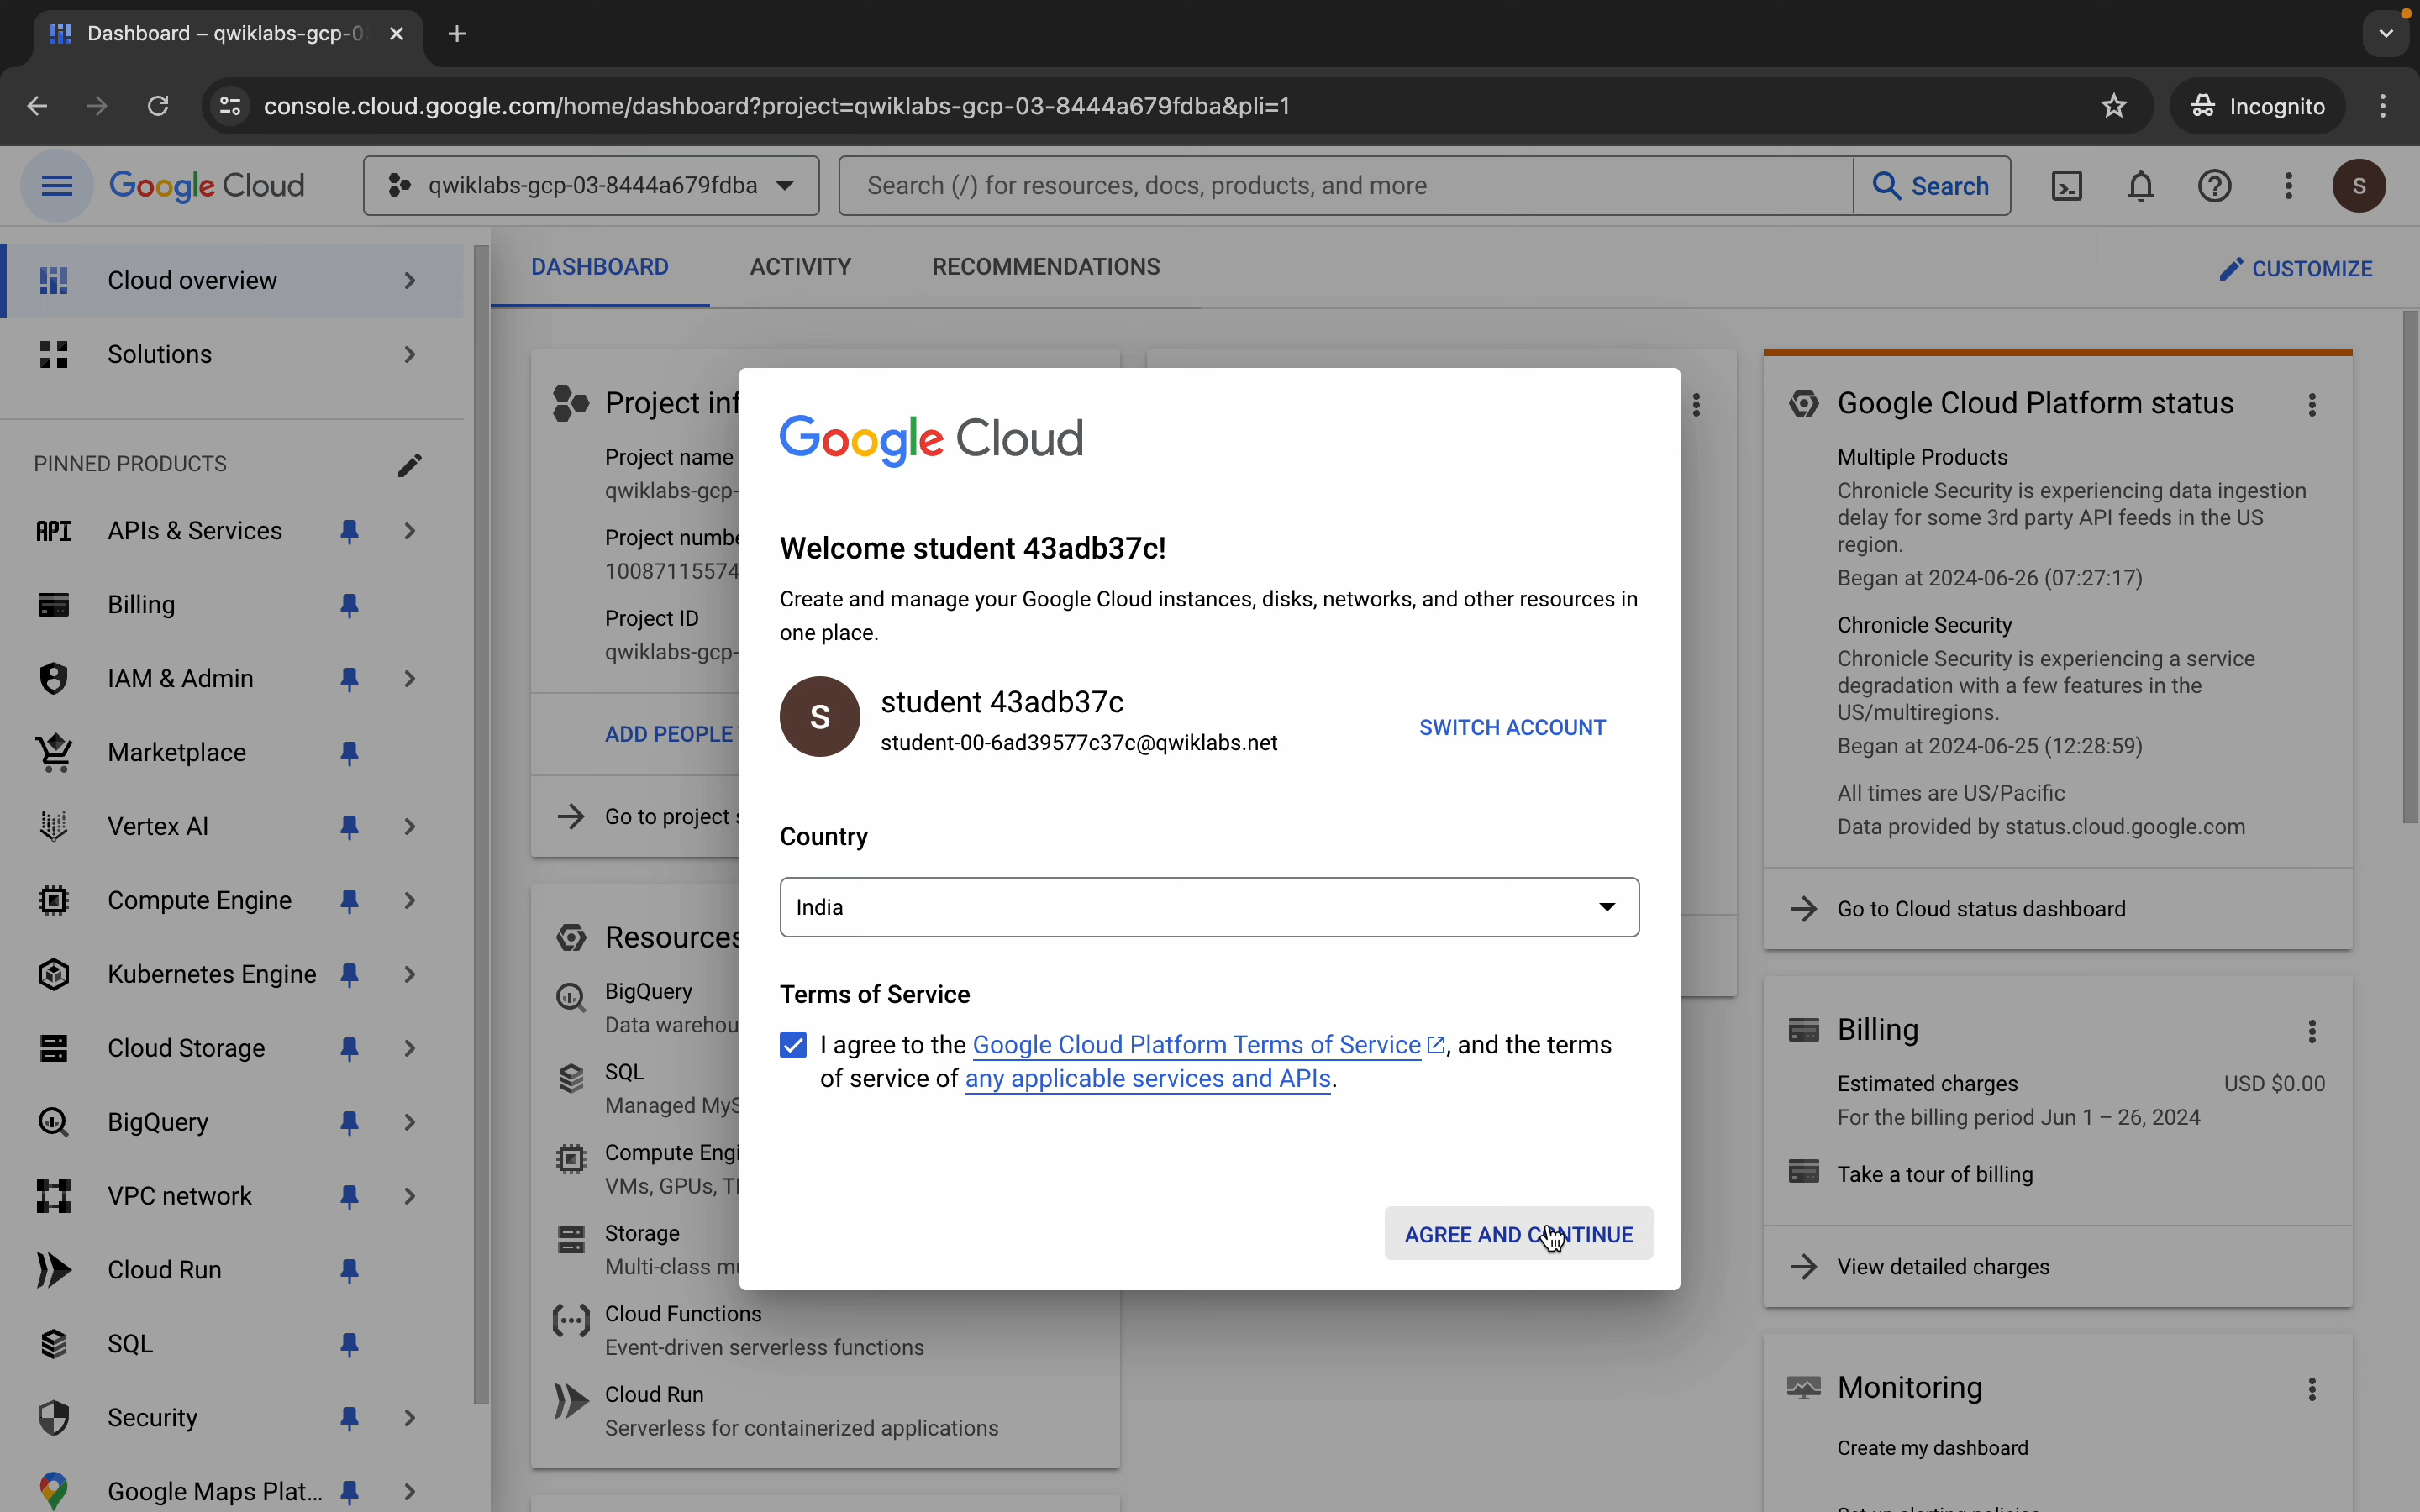 Dashboard – qwiklabs-gcp-0
console.cloud.google.com/home/dashboard?project=qwiklabs-gcp-03-8444a679fdba&pli=1
Incognito
Google Cloud
qwiklabs-gcp-03-8444a679fdba
Search (/) for resources, docs, products, and more
Search
S
Cloud overview
Solutions
PINNED PRODUCTS
API APIs & Services
Billing
IAM & Admin
Marketplace
Vertex AI
Compute Engine
Kubernetes Engine
Cloud Storage
BigQuery
VPC network
Cloud Run
SQL
Security
Google Maps Plat...
DASHBOARD
ACTIVITY
RECOMMENDATIONS
CUSTOMIZE
Project inf
Project name
qwiklabs-gcp-
Project numbe
10087115574
Project ID
qwiklabs-gcp-
ADD PEOPLE
Go to project s
Resources
BigQuery
Data warehou
SQL
Managed MyS
Compute Engi
VMs, GPUs, T
Storage
Multi-class mu
Cloud Functions
Event-driven serverless functions
Cloud Run
Serverless for containerized applications
Google Cloud
Welcome student 43adb37c!
Create and manage your Google Cloud instances, disks, networks, and other resources in
one place.
S
student 43adb37c
student-00-6ad39577c37c@qwiklabs.net
SWITCH ACCOUNT
Country
India
Terms of Service
I agree to the Google Cloud Platform Terms of Service, and the terms
of service of any applicable services and APIs.
AGREE AND CONTINUE
Google Cloud Platform status
Multiple Products
Chronicle Security is experiencing data ingestion
delay for some 3rd party API feeds in the US
region.
Began at 2024-06-26 (07:27:17)
Chronicle Security
Chronicle Security is experiencing a service
degradation with a few features in the
US/multiregions.
Began at 2024-06-25 (12:28:59)
All times are US/Pacific
Data provided by status.cloud.google.com
Go to Cloud status dashboard
Billing
Estimated charges USD $0.00
For the billing period Jun 1 – 26, 2024
Take a tour of billing
View detailed charges
Monitoring
Create my dashboard